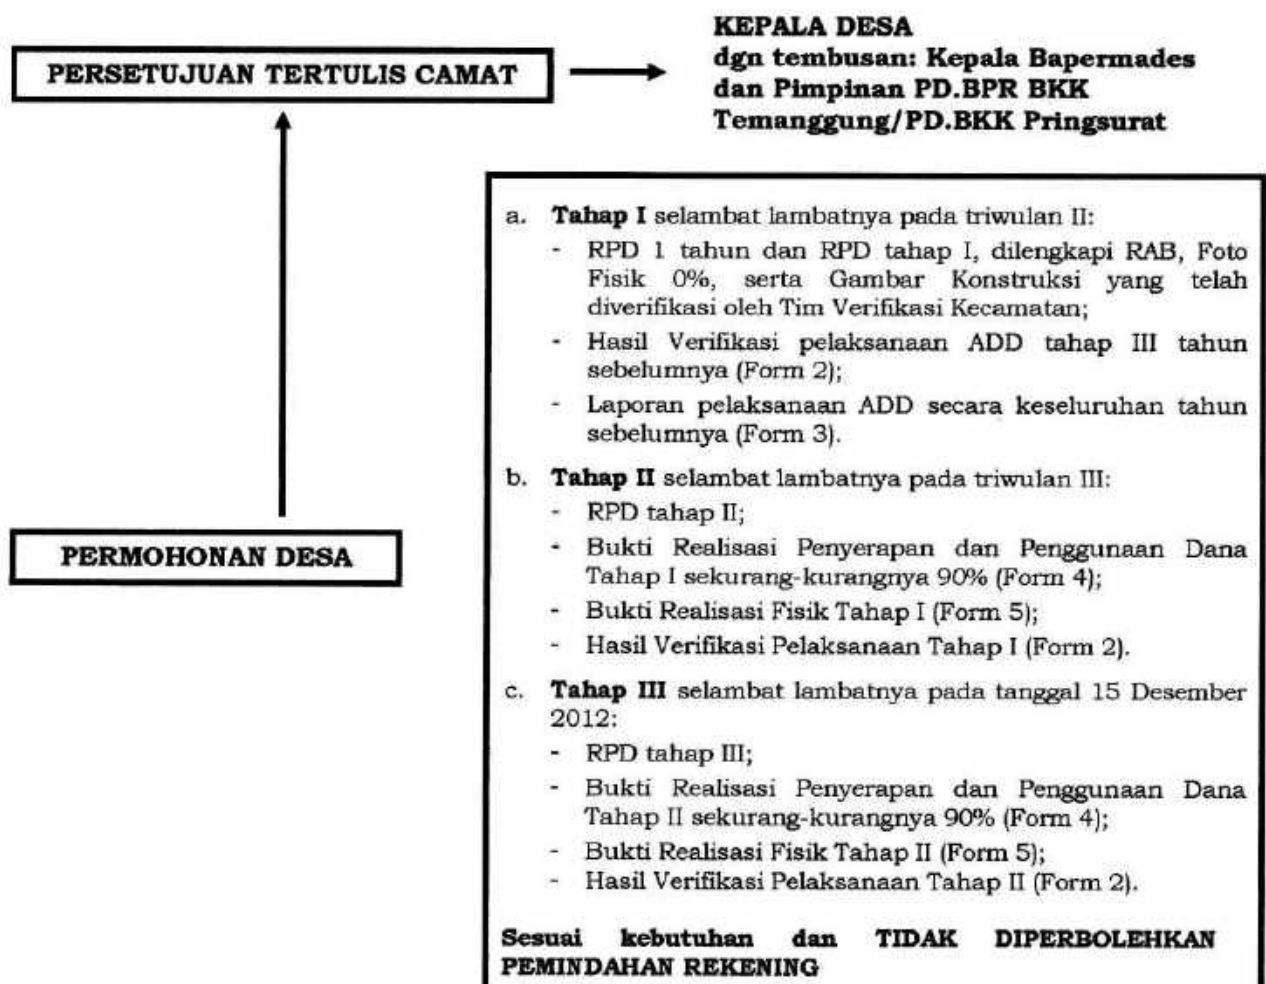 KEPALA DESA
dgn tembusan: Kepala Bapermades
dan Pimpinan PD.BPR BKK
Temanggung/PD.BKK Pringsurat
PERSETUJUAN TERTULIS CAMAT
a. Tahap I selambat lambatnya pada triwulan II:
- RPD 1 tahun dan RPD tahap I, dilengkapi RAB, Foto
Fisik 0%, serta Gambar Konstruksi yang telah
diverifikasi oleh Tim Verifikasi Kecamatan;
- Hasil Verifikasi pelaksanaan ADD tahap III tahun
sebelumnya (Form 2);
- Laporan pelaksanaan ADD secara keseluruhan tahun
sebelumnya (Form 3).
b. Tahap II selambat lambatnya pada triwulan III:
- RPD tahap II;
- Bukti Realisasi Penyerapan dan Penggunaan Dana
Tahap I sekurang-kurangnya 90% (Form 4);
- Bukti Realisasi Fisik Tahap I (Form 5);
- Hasil Verifikasi Pelaksanaan Tahap I (Form 2).
c. Tahap III selambat lambatnya pada tanggal 15 Desember
2012:
- RPD tahap III;
- Bukti Realisasi Penyerapan dan Penggunaan Dana
Tahap II sekurang-kurangnya 90% (Form 4);
- Bukti Realisasi Fisik Tahap II (Form 5);
- Hasil Verifikasi Pelaksanaan Tahap II (Form 2).
Sesuai kebutuhan dan TIDAK DIPERBOLEHKAN
PEMINDAHAN REKENING
PERMOHONAN DESA